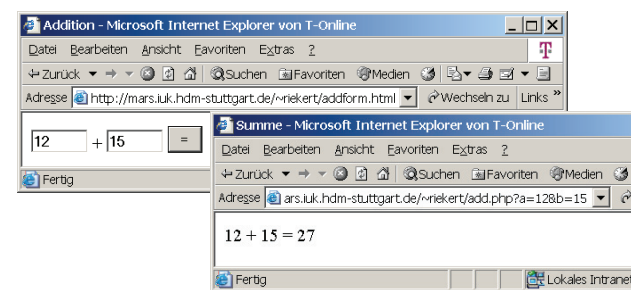 Addition - Microsoft Internet Explorer von T-Online
Datei Bearbeiten Ansicht Favoriten Extras ?
Zurück Suchen Favoriten Medien
Adresse http://mars.iuk.hdm-stuttgart.de/~riekert/addform.html Wechseln zu Links »
12 + 15 =
Fertig
Summe - Microsoft Internet Explorer von T-Online
Datei Bearbeiten Ansicht Favoriten Extras ?
Zurück Suchen Favoriten Medien
Adresse ars.iuk.hdm-stuttgart.de/~riekert/add.php?a=12&b=15
12 + 15 = 27
Fertig Lokales Intranet